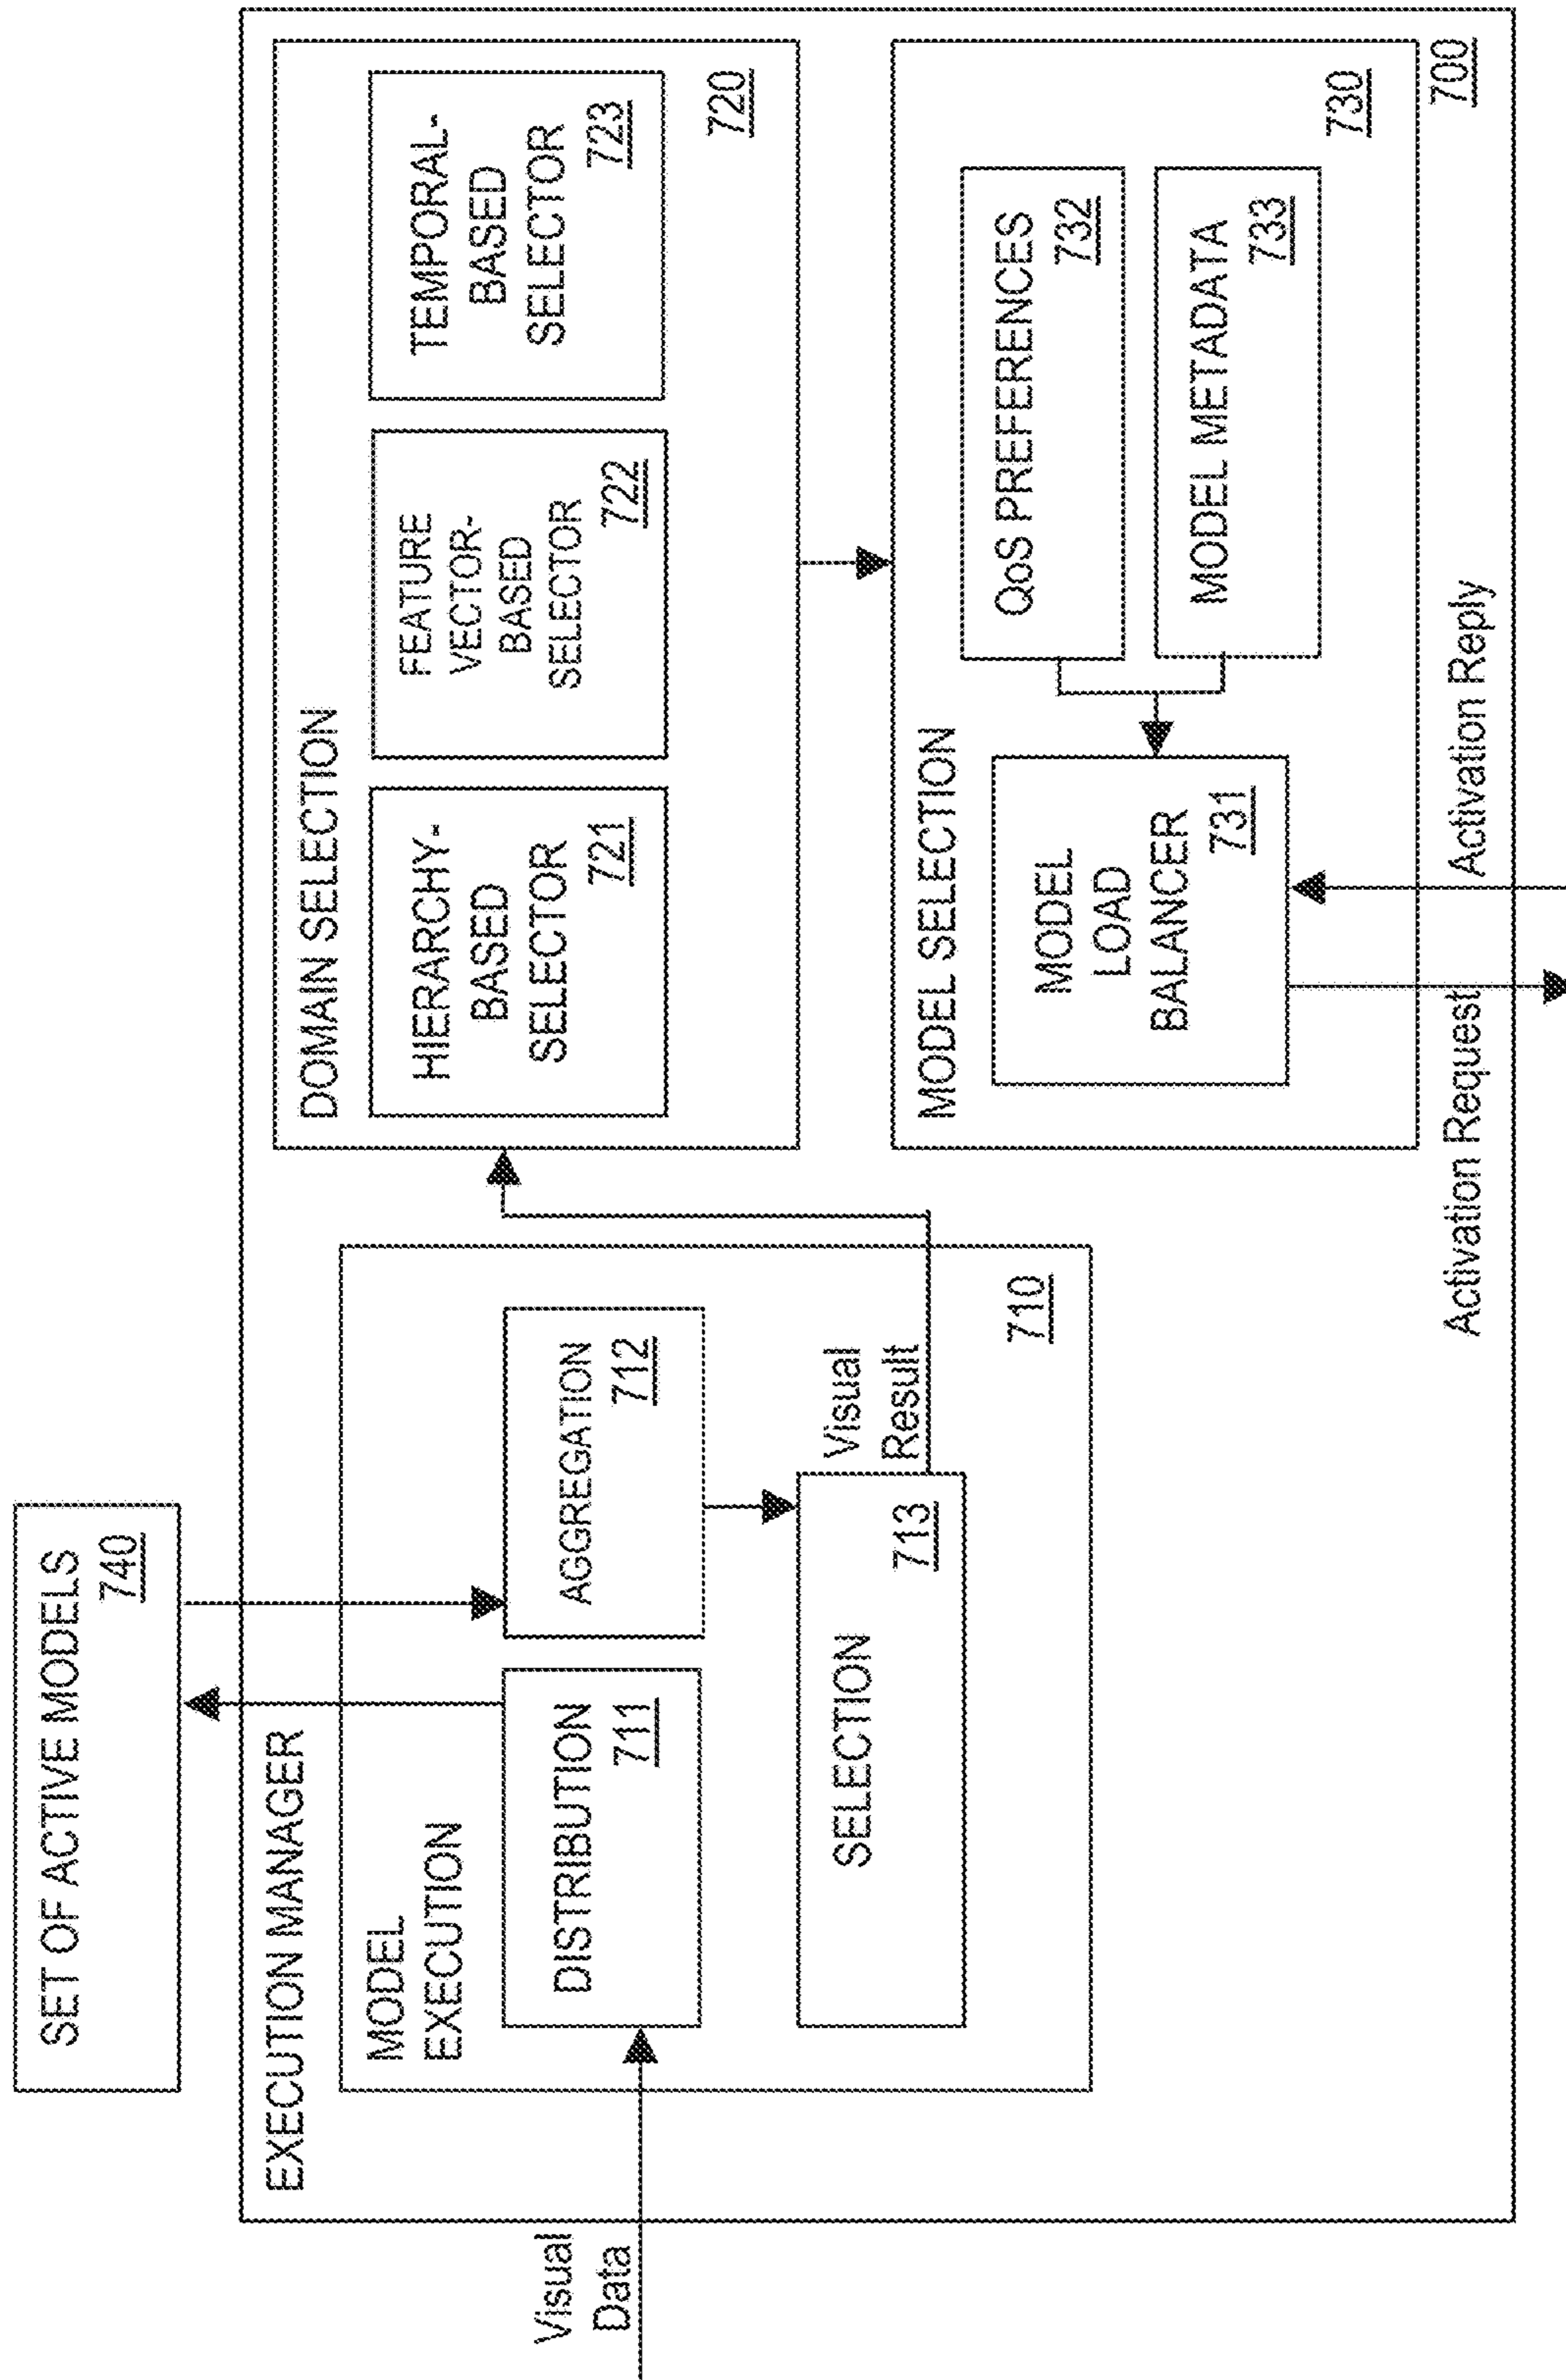 SET OF ACTIVE MODELS
740
EXECUTION MANAGER
MODEL
EXECUTION
DISTRIBUTION
711
AGGREGATION
712
SELECTION
713
Visual
Result
710
Visual
Data
DOMAIN SELECTION
HIERARCHY-
BASED
SELECTOR
721
FEATURE
VECTOR-
BASED
SELECTOR
722
TEMPORAL-
BASED
SELECTOR
723
720
MODEL SELECTION
MODEL
LOAD
BALANCER
731
QoS PREFERENCES
732
MODEL METADATA
733
730
Activation Request
Activation Reply
700